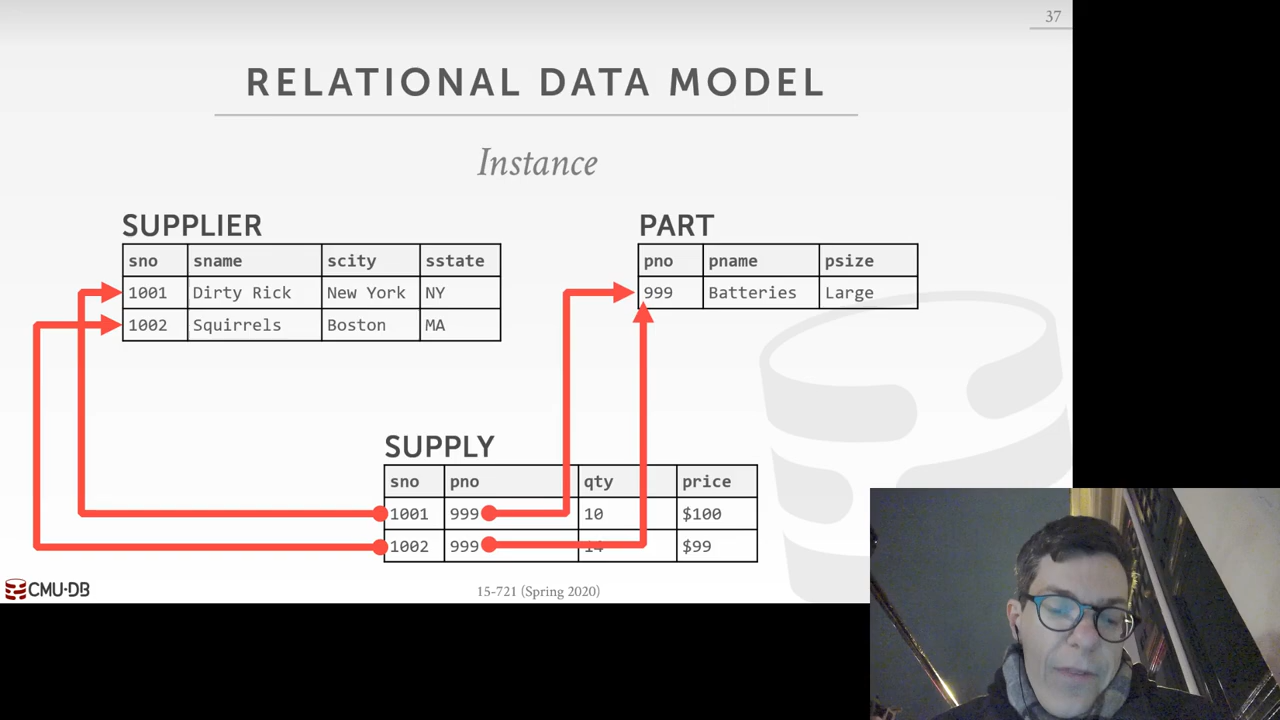 37
RELATIONAL DATA MODEL
Instance
SUPPLIER
sno sname scity sstate
1001 Dirty Rick New York NY
1002 Squirrels Boston MA
PART
pno pname psize
999 Batteries Large
SUPPLY
sno pno qty price
1001 999 10 $100
1002 999 14 $99
CMU·DB
15-721 (Spring 2020)